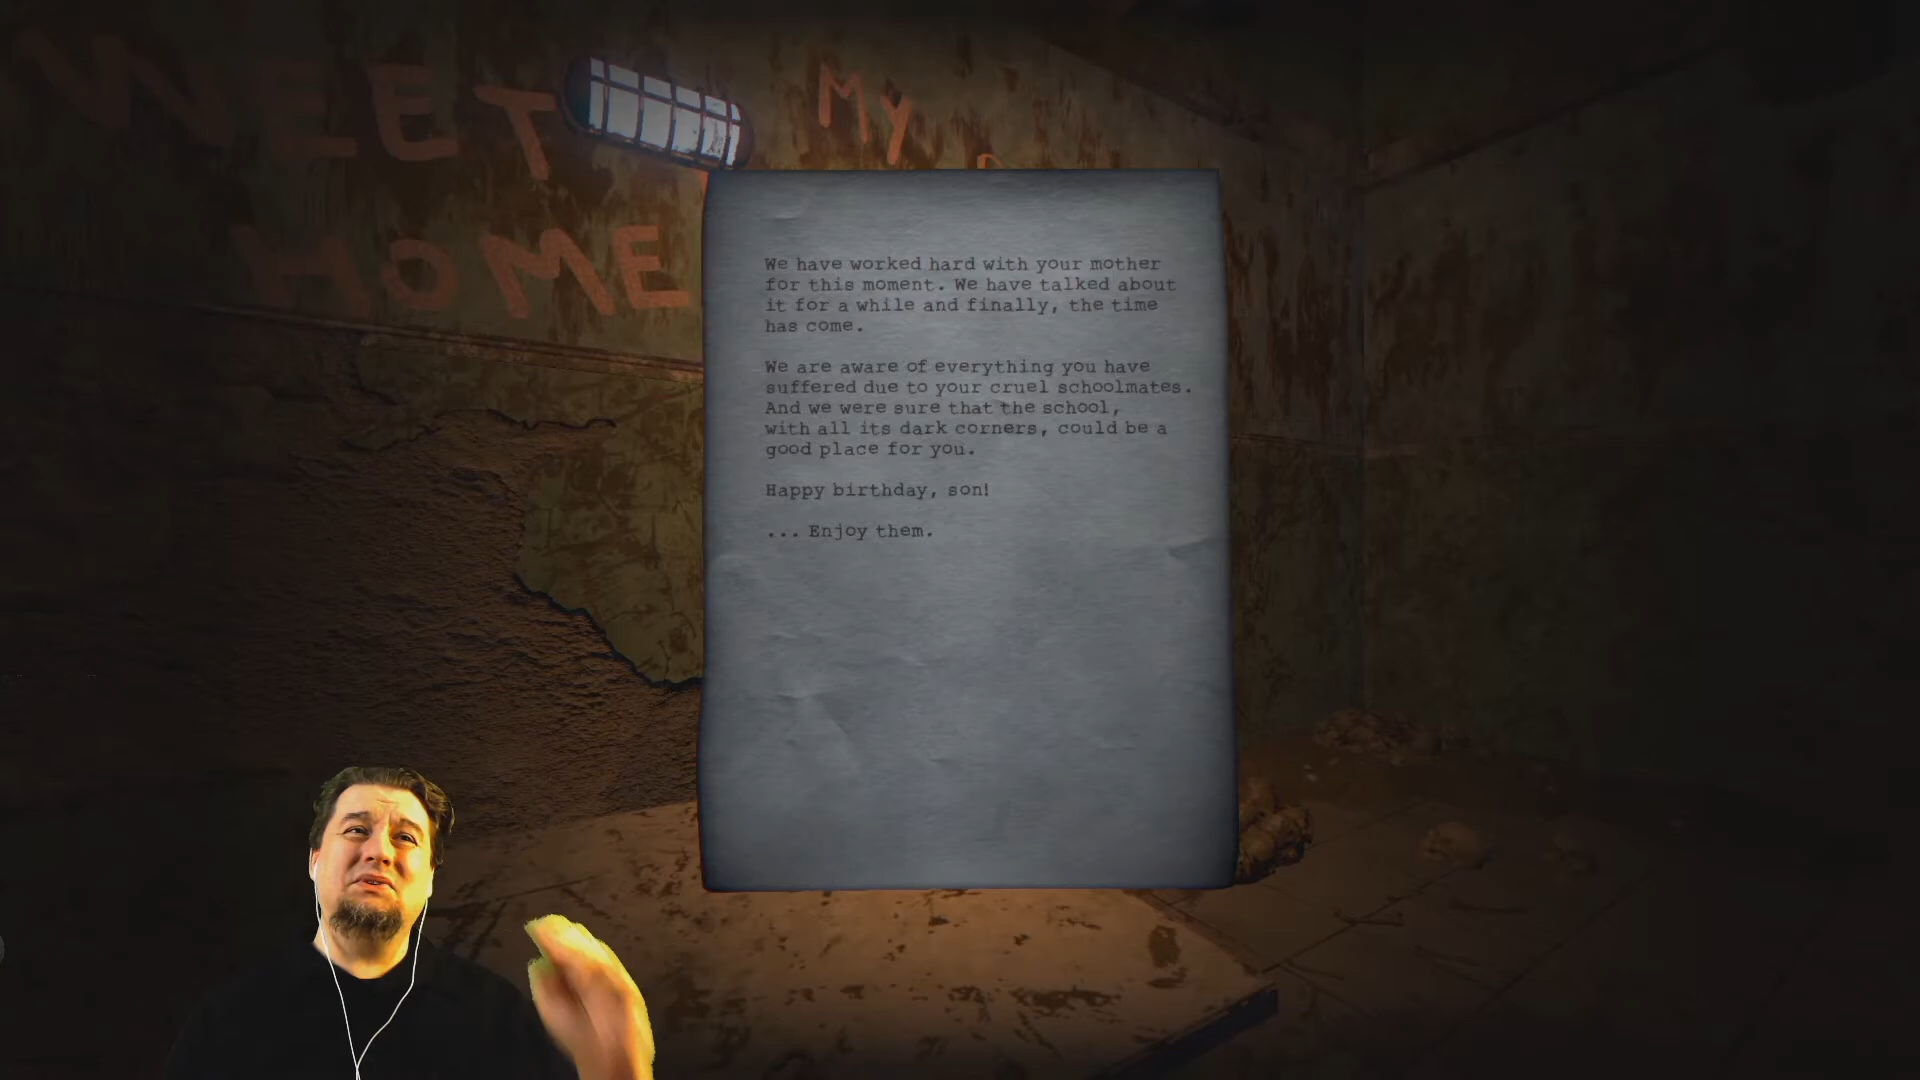 WEET
My
HOME
We have worked hard with your mother
for this moment. We have talked about
it for a while and finally, the time
has come.
We are aware of everything you have
suffered due to your cruel schoolmates.
And we were sure that the school,
with all its dark corners, could be a
good place for you.
Happy birthday, son!
... Enjoy them.